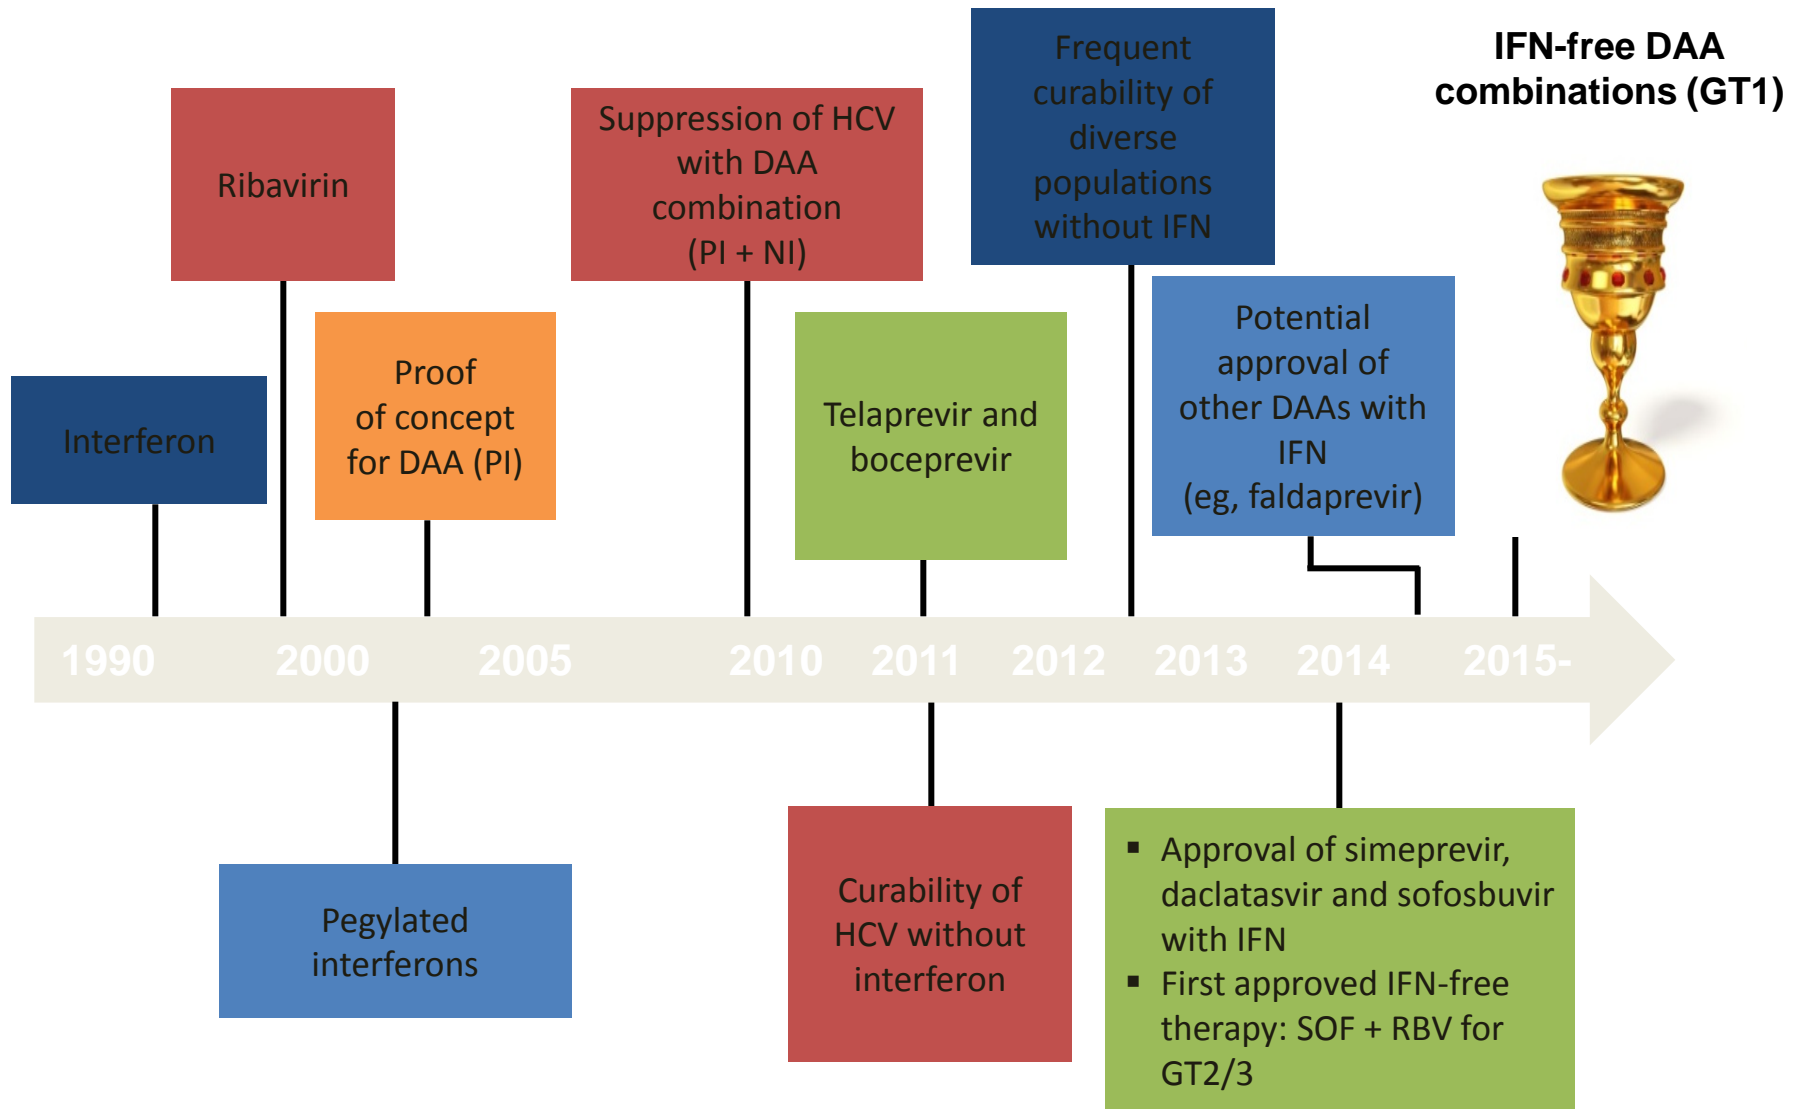 Interferon
Ribavirin
Proof
of concept
for DAA (PI)
Suppression of HCV
with DAA
combination
(PI + NI)
Telaprevir and
boceprevir
Frequent
curability of
diverse
populations
without IFN
Potential
approval of
other DAAs with
IFN
(eg, faldaprevir)
IFN-free DAA
combinations (GT1)
1990 2000 2005 2010 2011 2012 2013 2014 2015-
Pegylated
interferons
Curability of
HCV without
interferon
▪ Approval of simeprevir,
daclatasvir and sofosbuvir
with IFN
▪ First approved IFN-free
therapy: SOF + RBV for
GT2/3